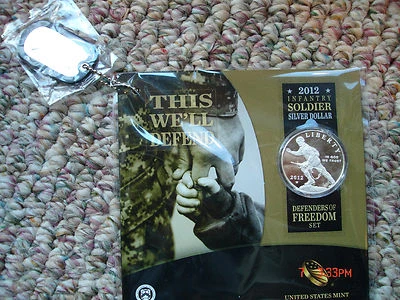 THIS
WE'LL
DEFEND
★ 2012 ★
INFANTRY
SOLDIER
SILVER DOLLAR
LIBERTY
IN GOD
WE TRUST
2012
DEFENDERS OF
FREEDOM
SET
33PM
UNITED STATES MINT